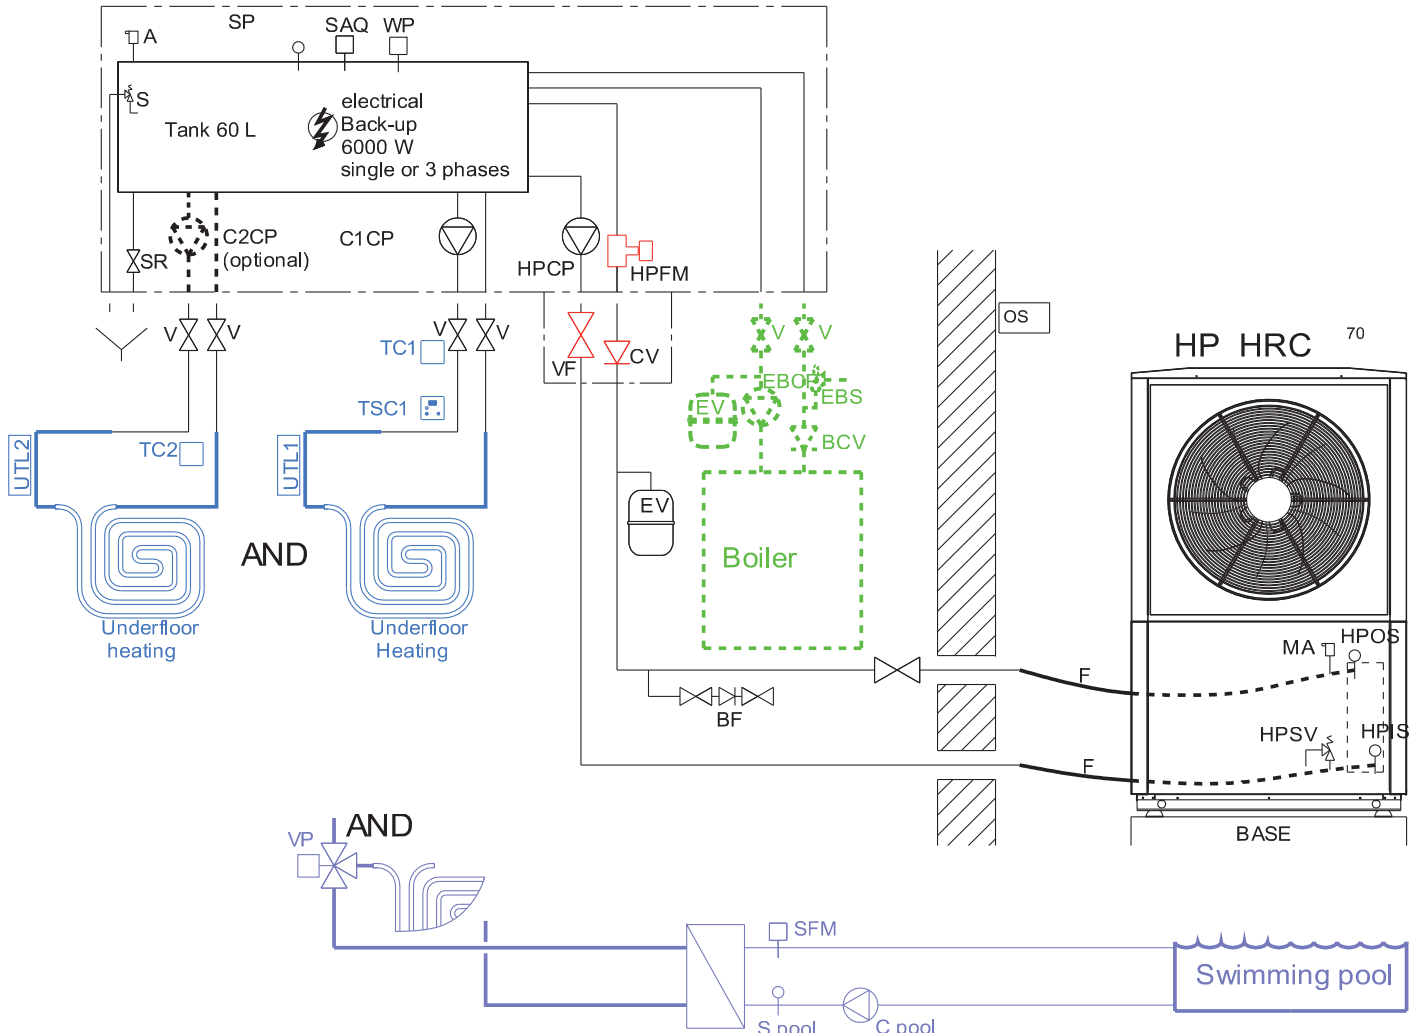 SP
SAQ
WP
A
S
Tank 60 L
electrical
Back-up
6000 W
single or 3 phases
C2CP
(optional)
C1CP
SR
HPCP
HPFM
V
V
V
V
V
V
TC1
VF
CV
OS
HP HRC 70
TSC1
EBCP
EBS
EV
BCV
UTL2
TC2
UTL1
EV
AND
Boiler
Underfloor
heating
Underfloor
Heating
MA
HPOS
F
BF
HPSV
HPIS
F
BASE
AND
VP
SFM
Swimming pool
S pool
C pool